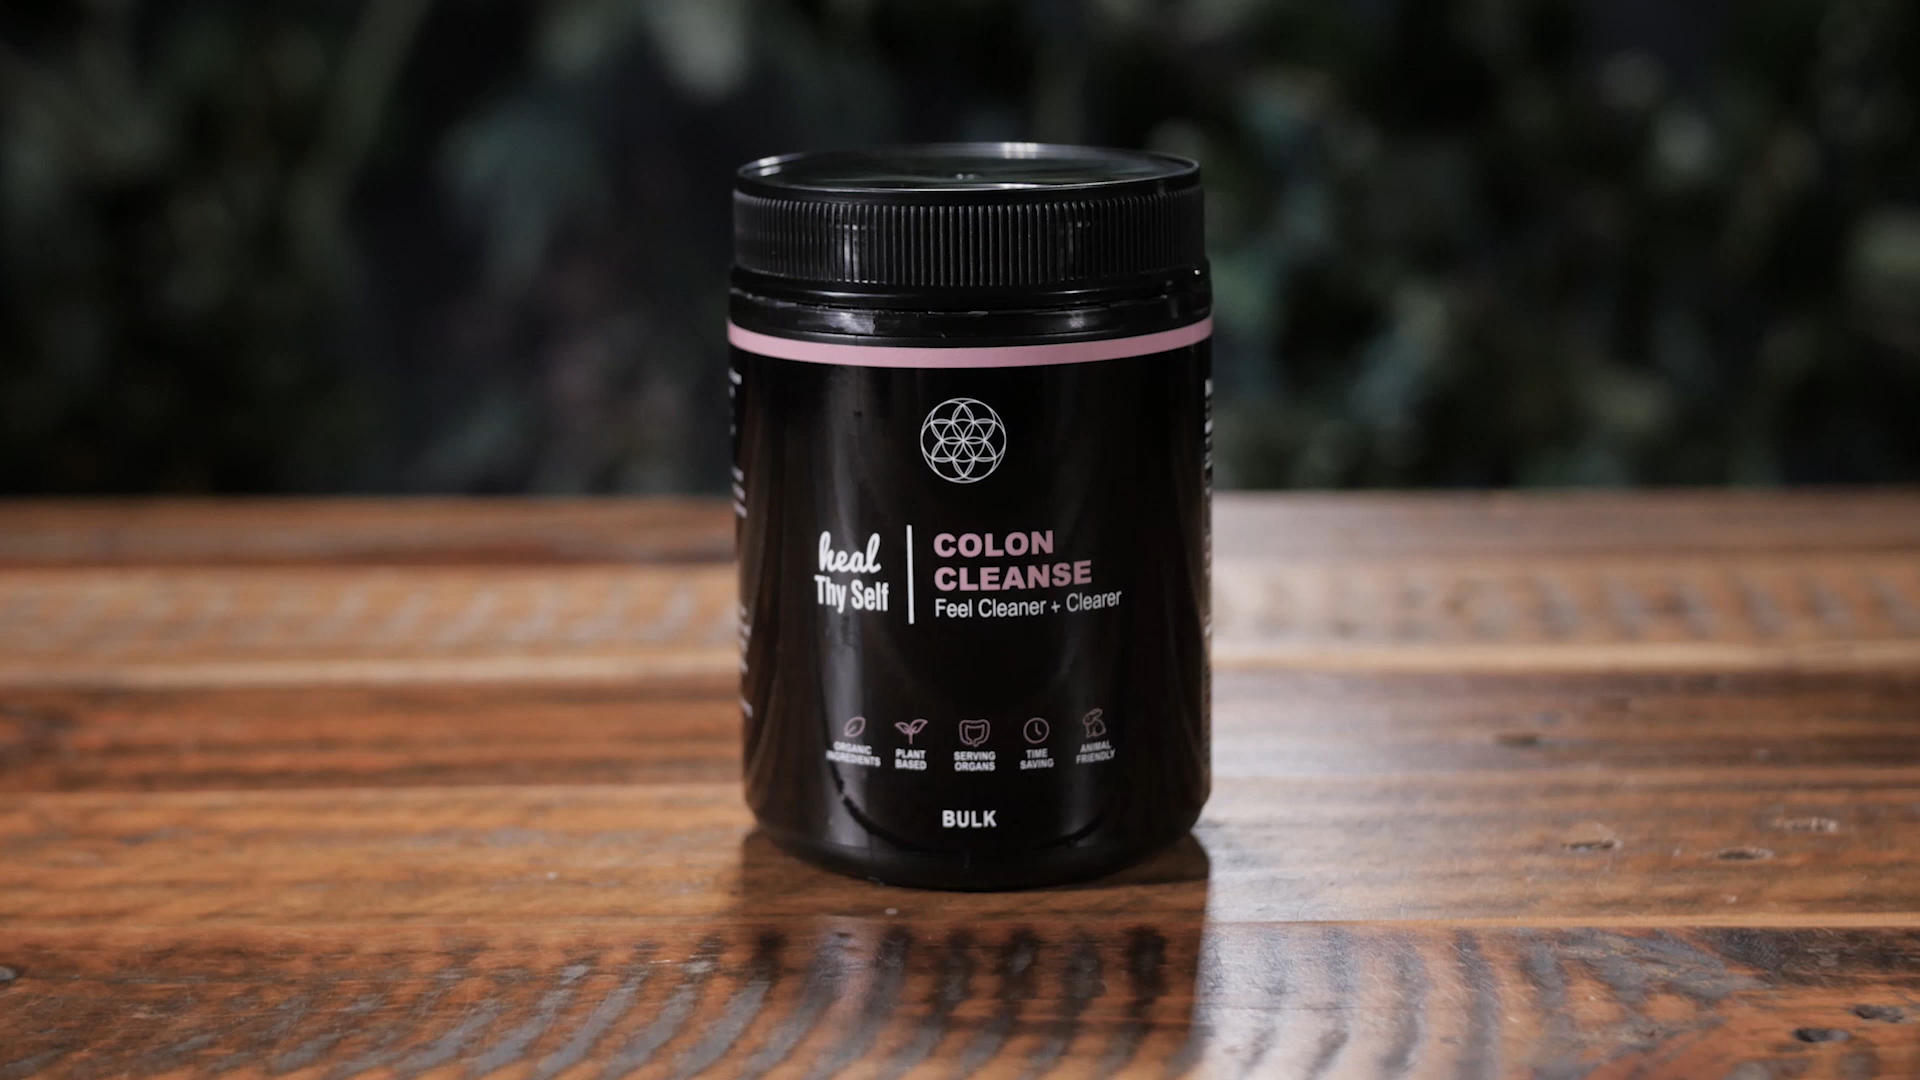 heal
Thy Self
COLON
CLEANSE
Feel Cleaner + Clearer
ORGANIC
INGREDIENTS
PLANT
BASED
SERVING
ORGANS
TIME
SAVING
ANIMAL
FRIENDLY
BULK